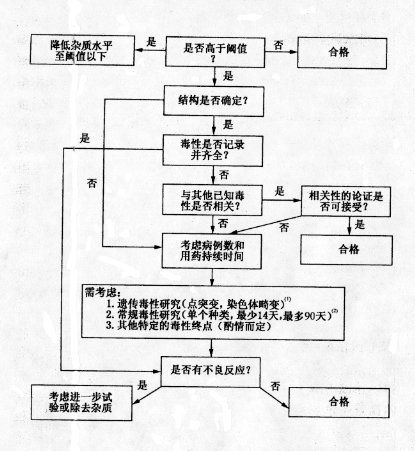 降低杂质水平
至阈值以下
是
是否高于阈值
?
否
合格
是
结构是否确定?
是
是
毒性是否记录
并齐全?
否
否
与其他已知毒
性是否相关?
是
相关性的论证是
否可接受?
否
否
是
考虑病例数和
用药持续时间
合格
需考虑:
1. 遗传毒性研究(点突变, 染色体畸变)(1)
2. 常规毒性研究(单个种类, 最少14天, 最多90天)(2)
3. 其他特定的毒性终点 (酌情而定)
是否有不良反应?
是
否
考虑进一步试
验或除去杂质
合格